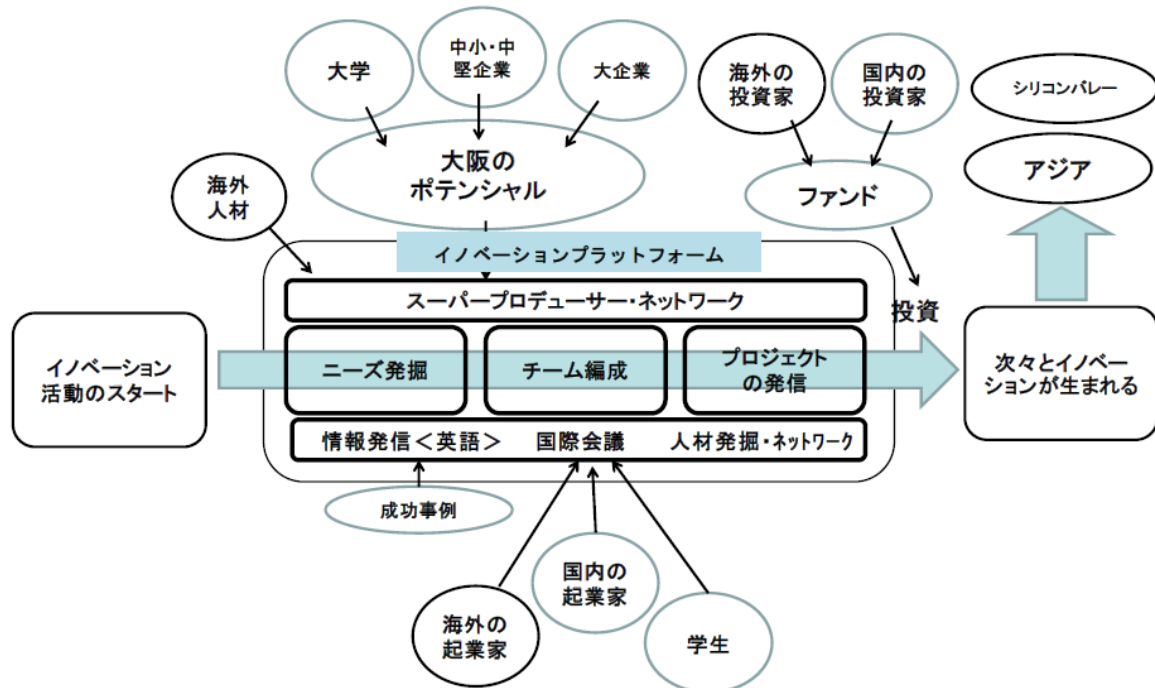 大学
中小・中
堅企業
大企業
海外の
投資家
国内の
投資家
シリコンバレー
アジア
大阪の
ポテンシャル
ファンド
海外
人材
イノベーションプラットフォーム
スーパープロデューサー・ネットワーク
投資
イノベーション
活動のスタート
ニーズ発掘
チーム編成
プロジェクト
の発信
次々とイノベー
ションが生まれる
情報発信<英語> 国際会議 人材発掘・ネットワーク
成功事例
国内の
起業家
海外の
起業家
学生